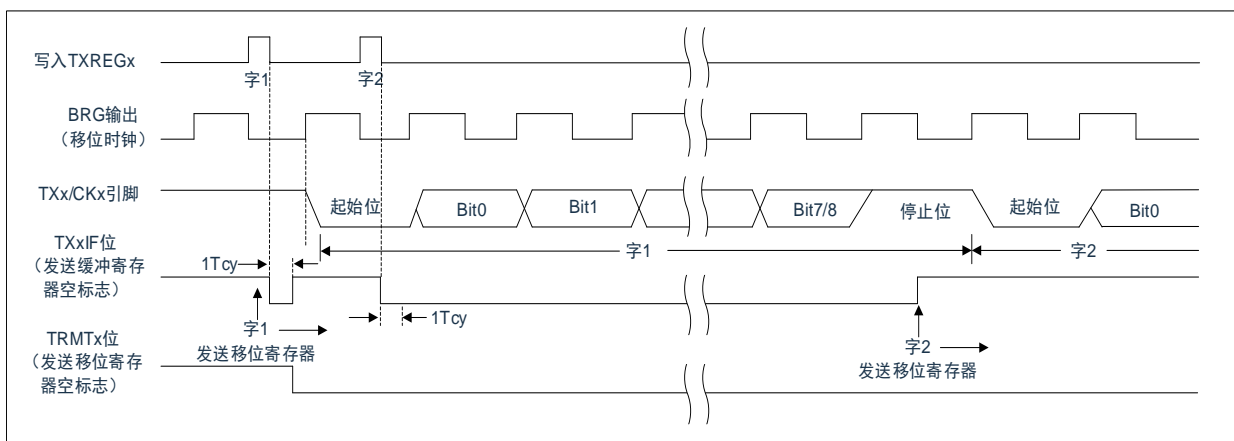 写入TXREGx
字1
字2
BRG输出
（移位时钟）
TXx/CKx引脚
起始位
Bit0
Bit1
Bit7/8
停止位
起始位
Bit0
TXxIF位
（发送缓冲寄存
器空标志）
1Tcy
字1
字2
1Tcy
字1
发送移位寄存器
字2
发送移位寄存器
TRMTx位
（发送移位寄存
器空标志）